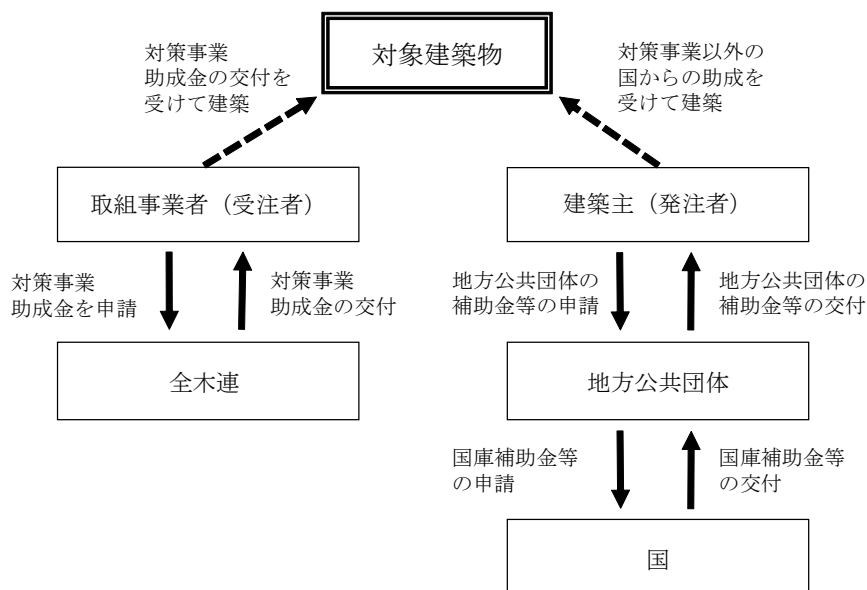 対策事業
助成金の交付を
受けて建築
対象建築物
対策事業以外の
国からの助成を
受けて建築
取組事業者（受注者）
建築主（発注者）
対策事業
助成金を申請
対策事業
助成金の交付
地方公共団体の
補助金等の申請
地方公共団体の
補助金等の交付
全木連
地方公共団体
国庫補助金等
の申請
国庫補助金等
の交付
国